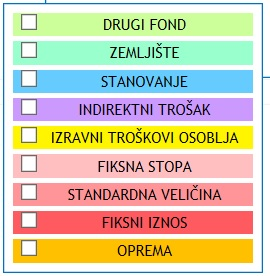 DRUGI FOND
ZEMLJIŠTE
STANOVANJE
INDIREKTNI TROŠAK
IZRAVNI TROŠKOVI OSOBLJA
FIKSNA STOPA
STANDARDNA VELIČINA
FIKSNI IZNOS
OPREMA